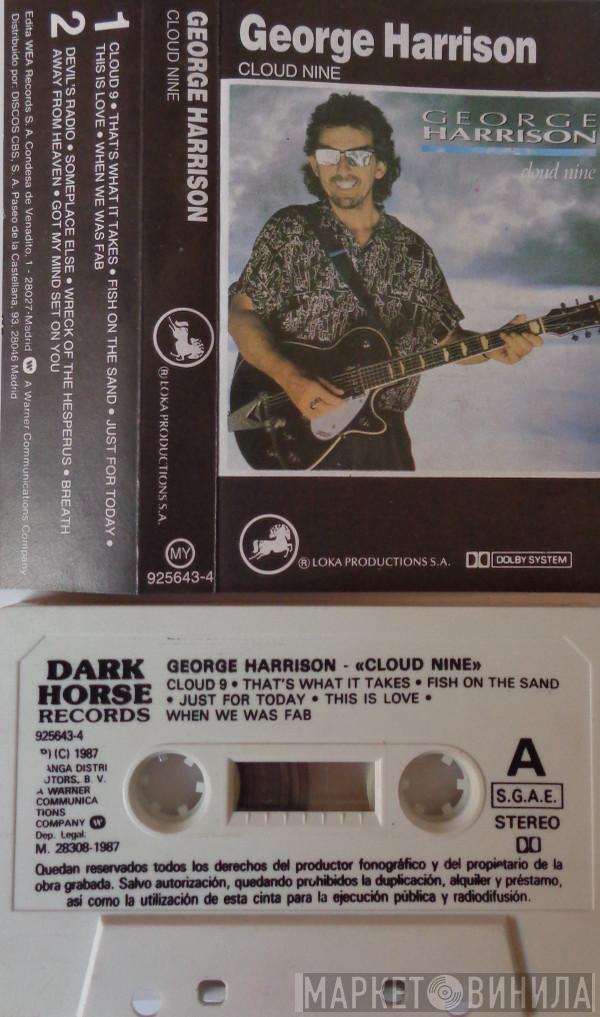 George Harrison
CLOUD NINE
GEORGE
HARRISON
cloud nine
® LOKA PRODUCTIONS S.A.
DOLBY SYSTEM
GEORGE HARRISON
CLOUD NINE
® LOKA PRODUCTIONS S.A.
MY
925643-4
1 CLOUD 9 • THAT'S WHAT IT TAKES • FISH ON THE SAND • JUST FOR TODAY •
THIS IS LOVE • WHEN WE WAS FAB
2 DEVIL'S RADIO • SOMEPLACE ELSE • WRECK OF THE HESPERUS • BREATH
AWAY FROM HEAVEN • GOT MY MIND SET ON YOU
Edita WEA Records S. A. Condesa de Venadito, 1 - 28027-Madrid A Warner Communications Company
Distribuido por: DISCOS CBS, S. A. Paseo de la Castellana, 93. 28046 Madrid
DARK
HORSE
RECORDS
GEORGE HARRISON - «CLOUD NINE»
CLOUD 9 • THAT'S WHAT IT TAKES • FISH ON THE SAND
• JUST FOR TODAY • THIS IS LOVE •
WHEN WE WAS FAB
925643-4
P) (C) 1987
ANGA DISTRI
UTORS, B. V.
A WARNER
COMMUNICA
TIONS
COMPANY
Dep. Legal:
M. 28308-1987
A
S.G.A.E.
STEREO
Quedan reservados todos los derechos del productor fonográfico y del propietario de la
obra grabada. Salvo autorización, quedando prohibidos la duplicación, alquiler y préstamo,
así como la utilización de esta cinta para la ejecución pública y radiodifusión.
МАРКЕТ ВИНИЛА